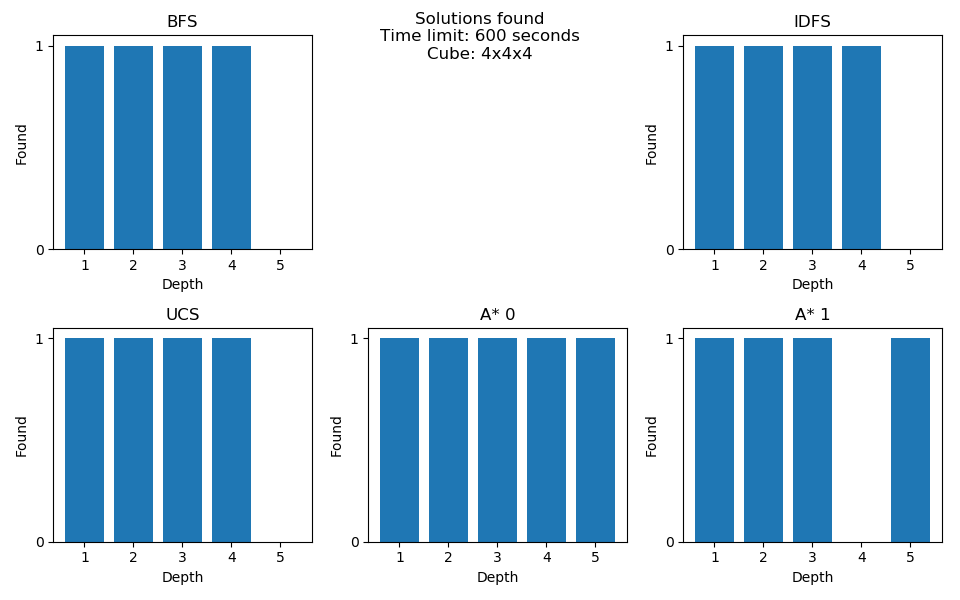 BFS
1
0
Found
1 2 3 4 5
Depth
Solutions found
Time limit: 600 seconds
Cube: 4x4x4
IDFS
1
0
Found
1 2 3 4 5
Depth
UCS
1
0
Found
1 2 3 4 5
Depth
A* 0
1
0
Found
1 2 3 4 5
Depth
A* 1
1
0
Found
1 2 3 4 5
Depth